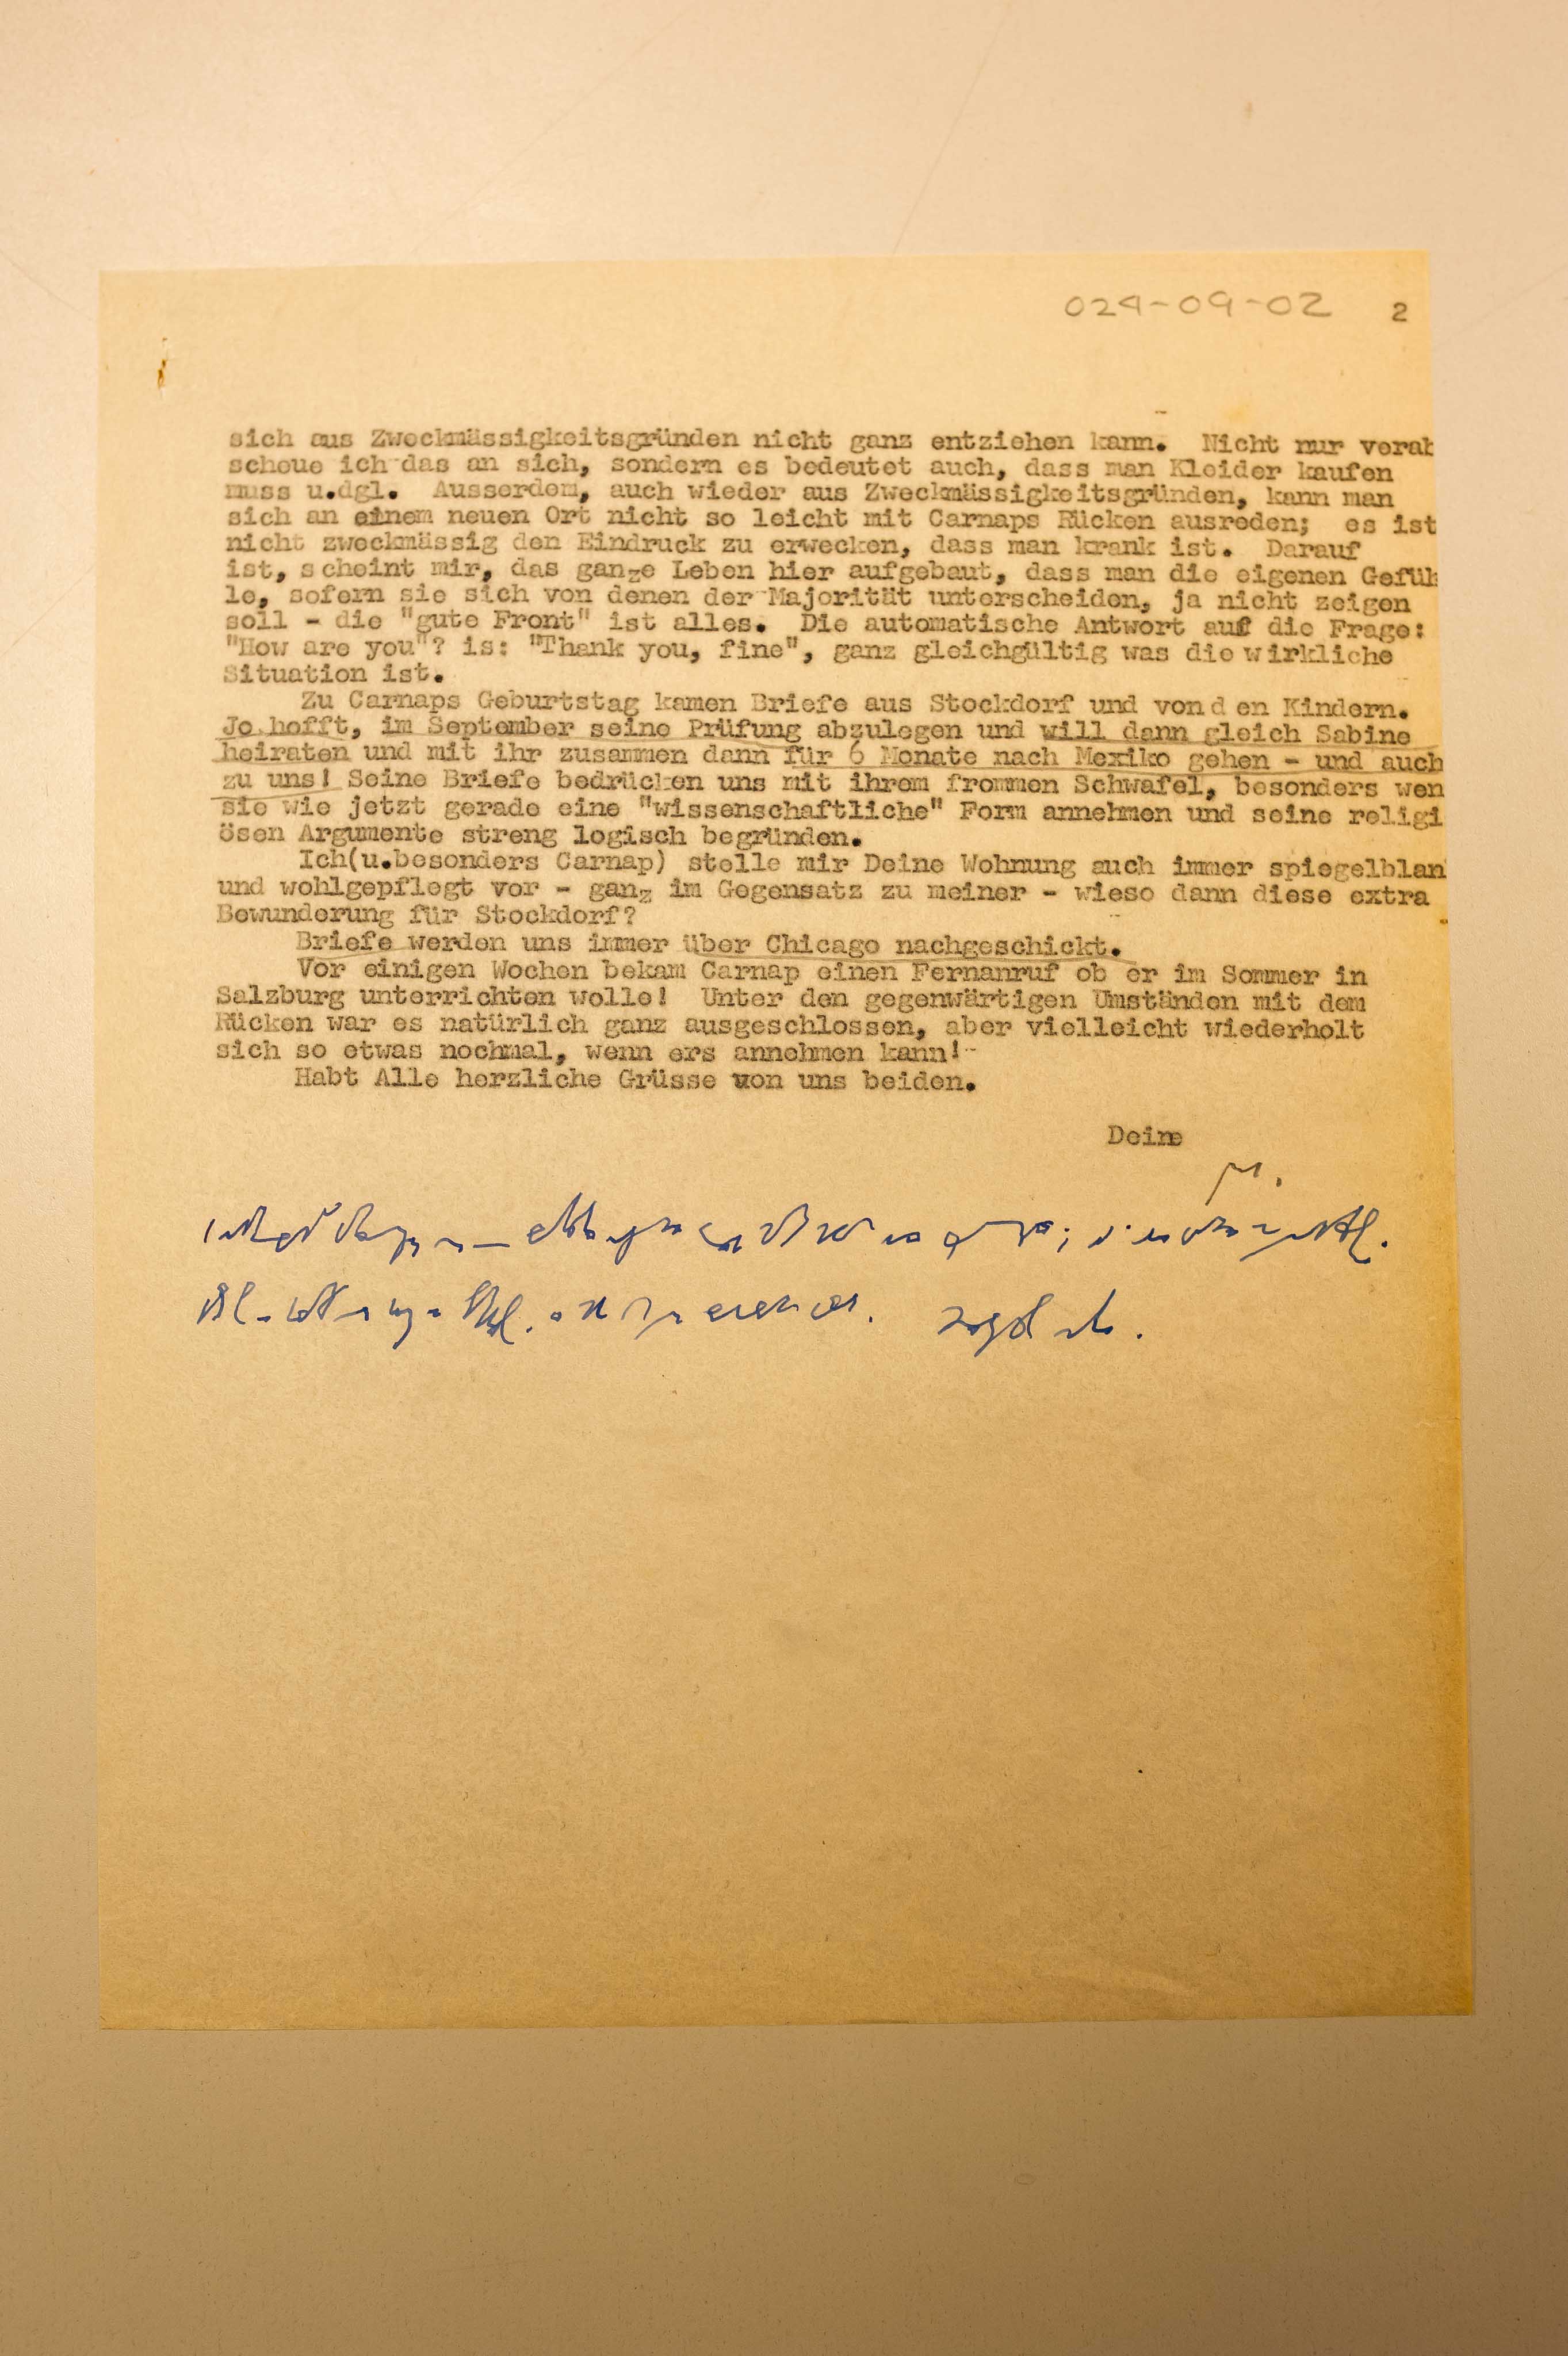 024-09-02 2
sich aus Zweckmässigkeitsgründen nicht ganz entziehen kann. Nicht nur verab
scheue ich das an sich, sondern es bedeutet auch, dass man Kleider kaufen
muss u.dgl. Ausserdem, auch wieder aus Zweckmässigkeitsgründen, kann man
sich an einem neuen Ort nicht so leicht mit Carnaps Rücken ausreden; es ist
nicht zweckmässig den Eindruck zu erwecken, dass man krank ist. Darauf
ist, scheint mir, das ganze Leben hier aufgebaut, dass man die eigenen Gefüh
le, sofern sie sich von denen der Majorität unterscheiden, ja nicht zeigen
soll - die "gute Front" ist alles. Die automatische Antwort auf die Frage:
"How are you"? is: "Thank you, fine", ganz gleichgültig was die wirkliche
Situation ist.
Zu Carnaps Geburtstag kamen Briefe aus Stockdorf und von den Kindern.
Jo hofft, im September seine Prüfung abzulegen und will dann gleich Sabine
heiraten und mit ihr zusammen dann für 6 Monate nach Mexiko gehen - und auch
zu uns! Seine Briefe bedrücken uns mit ihrem frommen Schwafel, besonders wen
sie wie jetzt gerade eine "wissenschaftliche" Form annehmen und seine religi
ösen Argumente streng logisch begründen.
Ich(u.besonders Carnap) stelle mir Deine Wohnung auch immer spiegelblan
und wohlgepflegt vor - ganz im Gegensatz zu meiner - wieso dann diese extra
Bewunderung für Stockdorf?
Briefe werden uns immer über Chicago nachgeschickt.
Vor einigen Wochen bekam Carnap einen Fernanruf ob er im Sommer in
Salzburg unterrichten wolle! Unter den gegenwärtigen Umständen mit dem
Rücken war es natürlich ganz ausgeschlossen, aber vielleicht wiederholt
sich so etwas nochmal, wenn ers annehmen kann!
Habt Alle herzliche Grüsse von uns beiden.
Deine